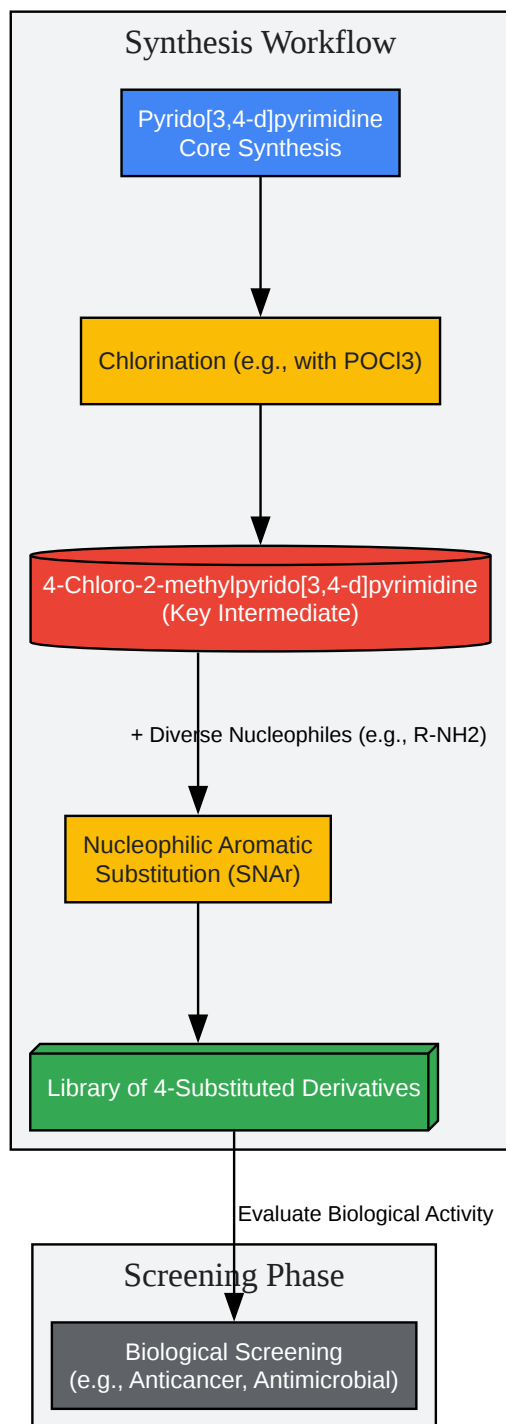 Synthesis Workflow
Pyrido[3,4-d]pyrimidine
Core Synthesis
Chlorination (e.g., with POCl3)
4-Chloro-2-methylpyrido[3,4-d]pyrimidine
(Key Intermediate)
+ Diverse Nucleophiles (e.g., R-NH2)
Nucleophilic Aromatic
Substitution (SNAr)
Library of 4-Substituted Derivatives
Evaluate Biological Activity
Screening Phase
Biological Screening
(e.g., Anticancer, Antimicrobial)